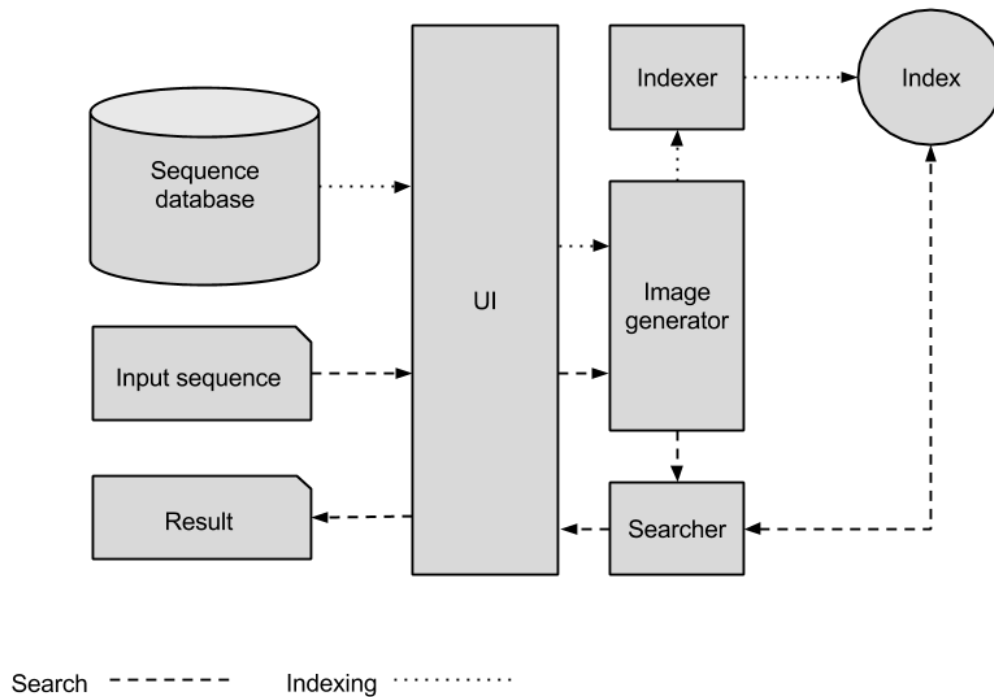 Indexer
Index
Sequence
database
UI
Image
generator
Input sequence
Result
Searcher
Search
Indexing